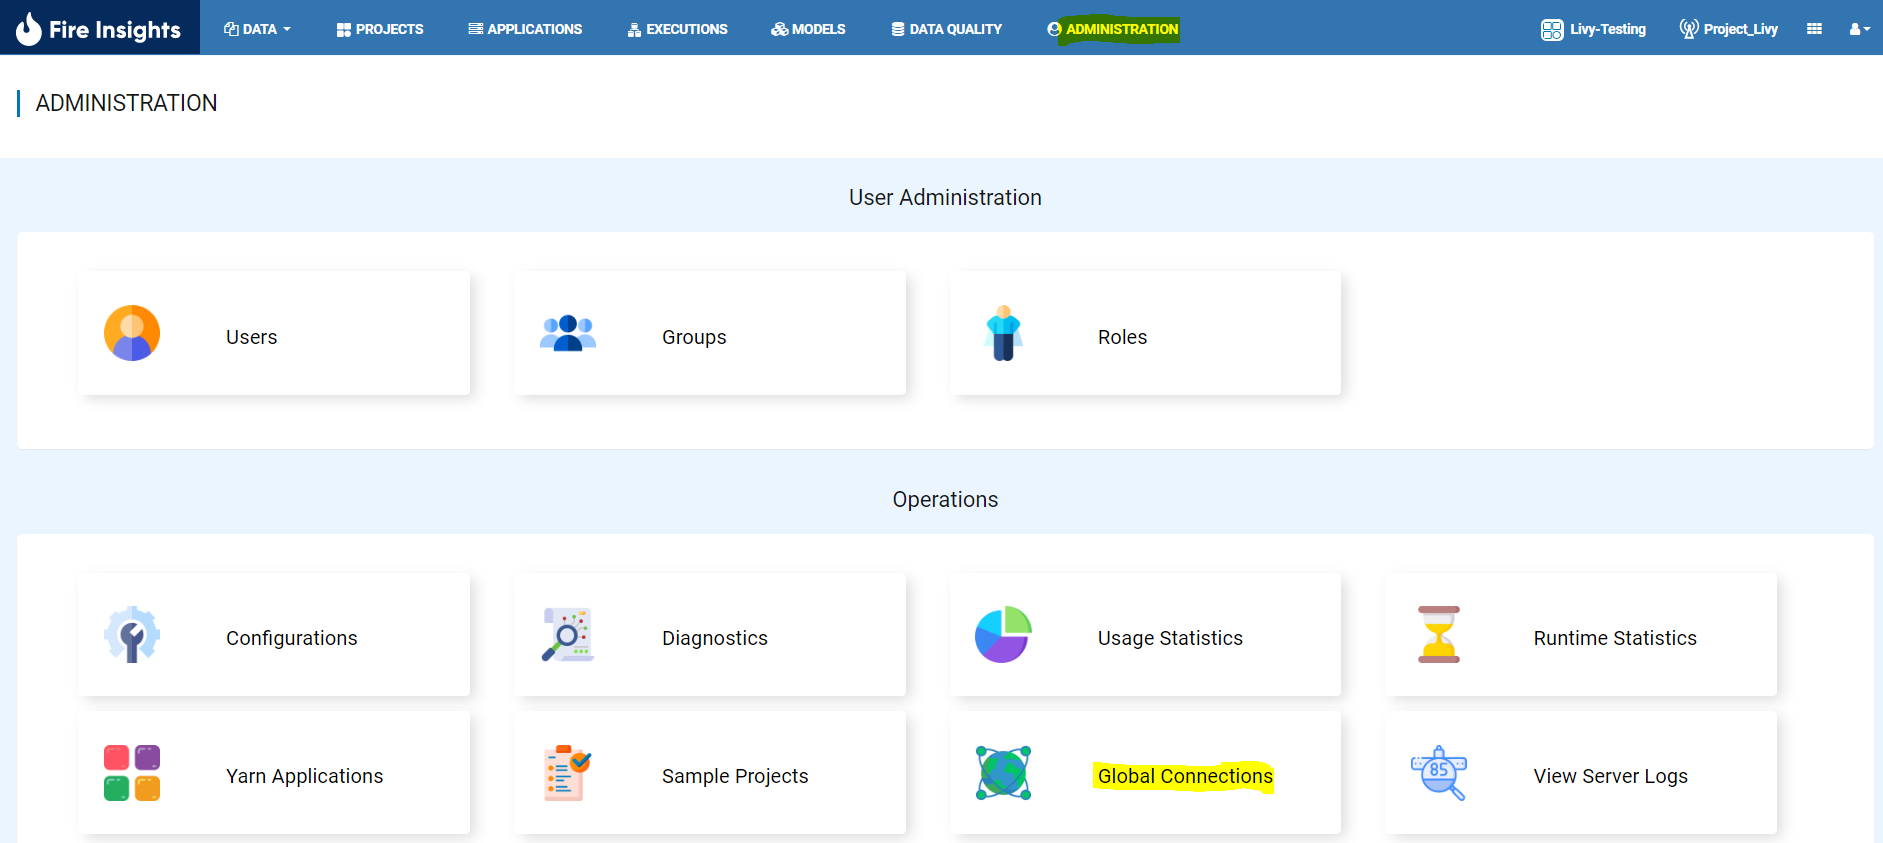 Fire Insights DATA PROJECTS APPLICATIONS EXECUTIONS MODELS DATA QUALITY ADMINISTRATION Livy-Testing Project_Livy
ADMINISTRATION
User Administration
Users Groups Roles
Operations
Configurations Diagnostics Usage Statistics Runtime Statistics
Yarn Applications Sample Projects Global Connections 85 View Server Logs